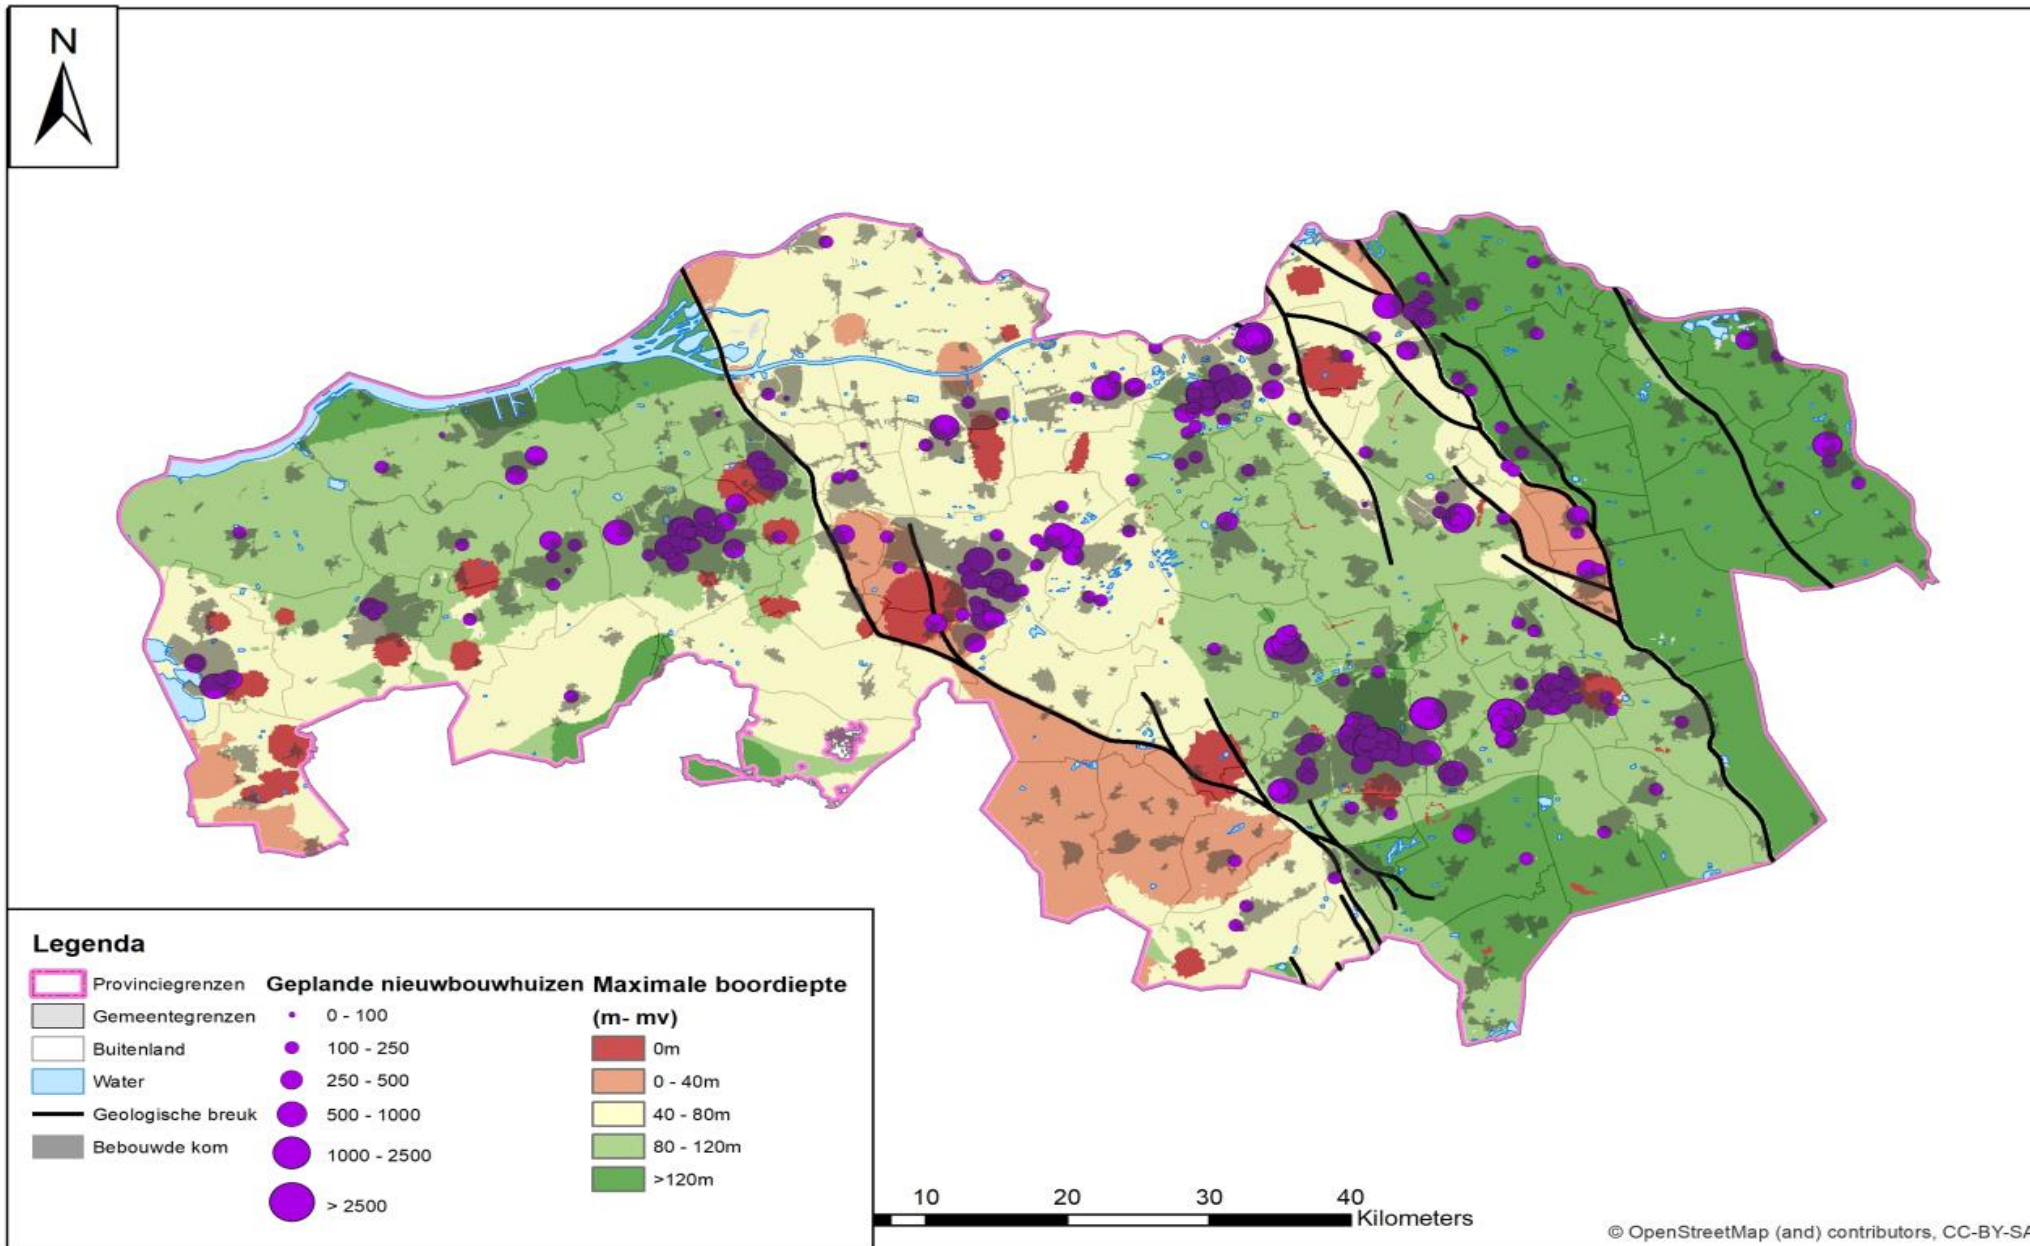 N
Legenda
Provinciegrenzen
Gemeentegrenzen
Buitenland
Water
Geologische breuk
Bebouwde kom
Geplande nieuwbouwhuizen
0 - 100
100 - 250
250 - 500
500 - 1000
1000 - 2500
> 2500
Maximale boordiepte
(m- mv)
0m
0 - 40m
40 - 80m
80 - 120m
>120m
10 20 30 40
Kilometers
© OpenStreetMap (and) contributors, CC-BY-SA